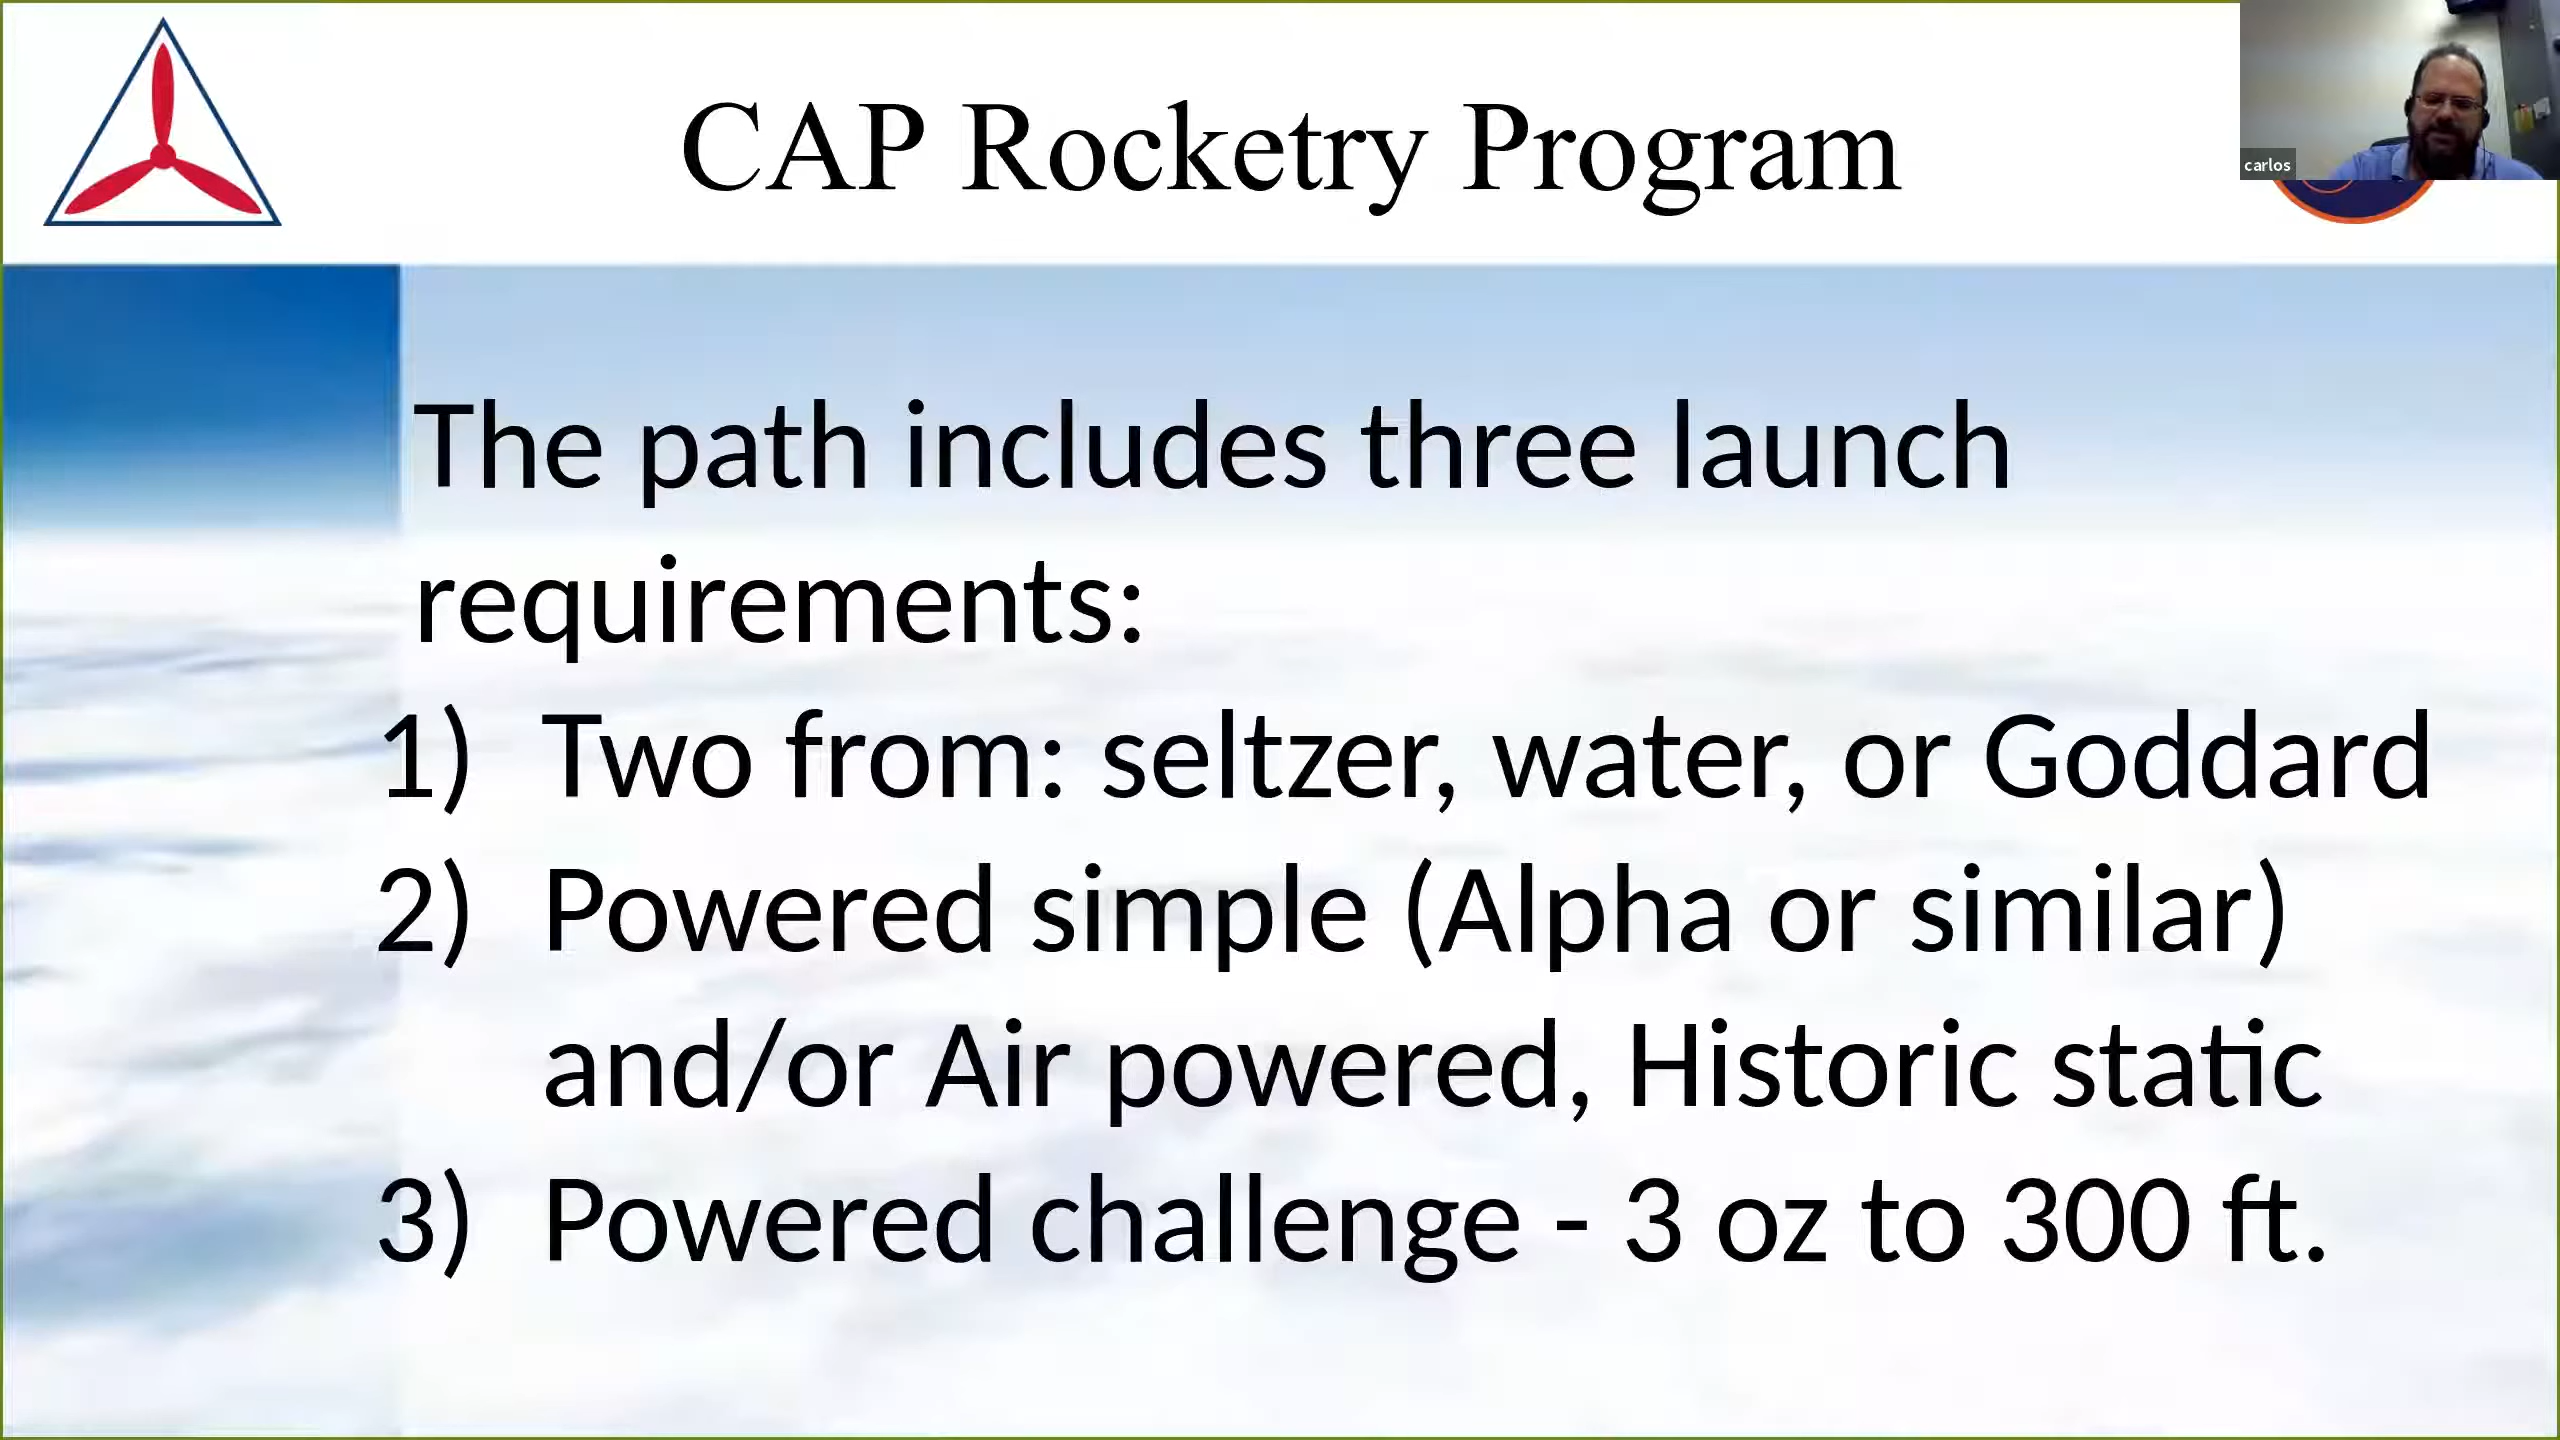 CAP Rocketry Program
carlos
The path includes three launch
requirements:
1) Two from: seltzer, water, or Goddard
2) Powered simple (Alpha or similar)
and/or Air powered, Historic static
3) Powered challenge - 3 oz to 300 ft.